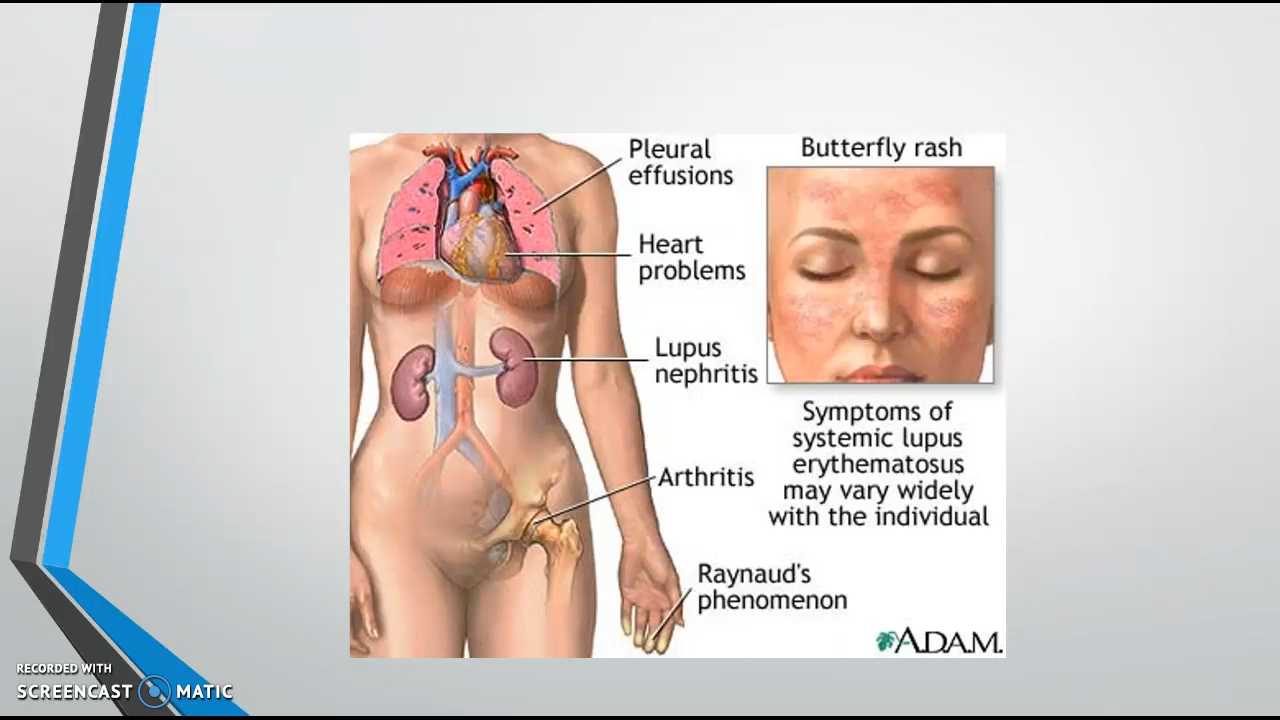 Pleural
effusions
Heart
problems
Lupus
nephritis
Arthritis
Raynaud's
phenomenon
Butterfly rash
Symptoms of
systemic lupus
erythematosus
may vary widely
with the individual
A.D.A.M.
RECORDED WITH
SCREENCAST MATIC